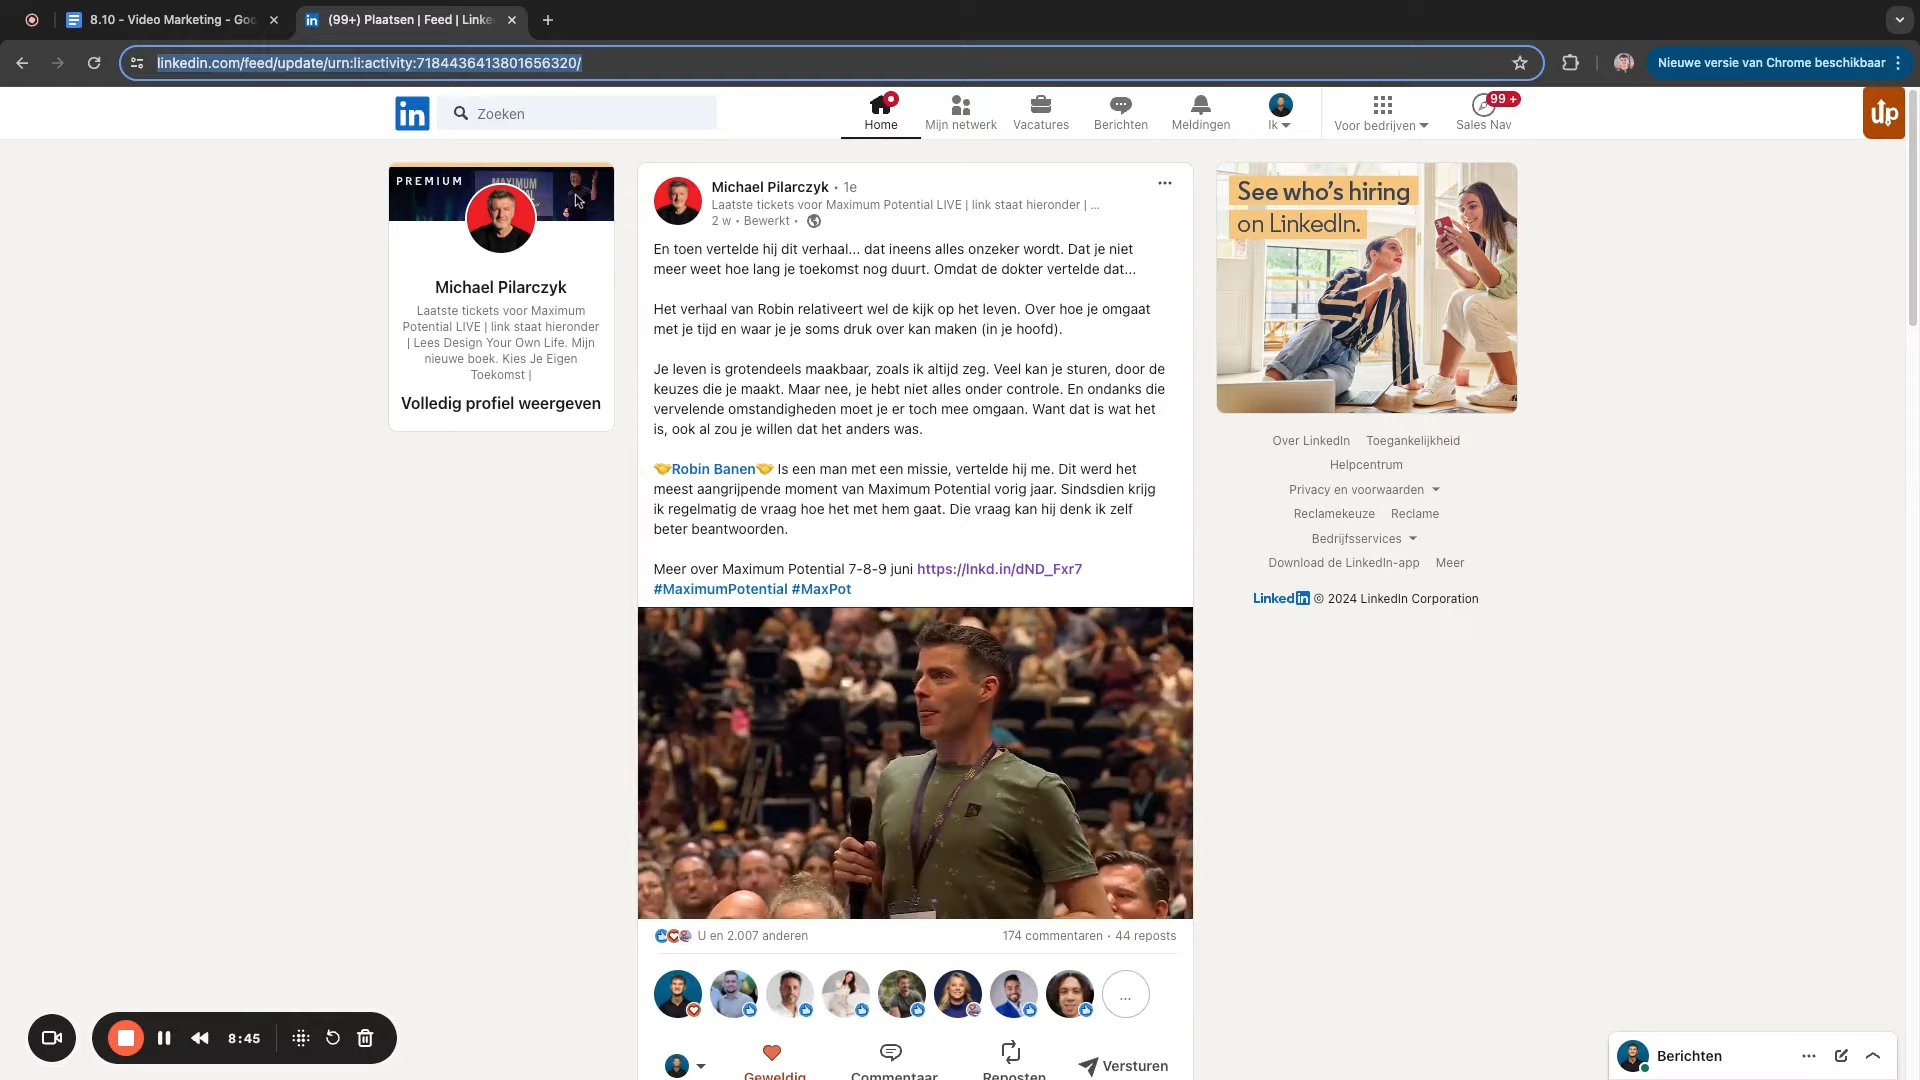 8.10 - Video Marketing - Goo
(99+) Plaatsen | Feed | Linke
linkedin.com/feed/update/urn:li:activity:7184436413801656320/
Nieuwe versie van Chrome beschikbaar
in
Zoeken
Home
Mijn netwerk
Vacatures
Berichten
Meldingen
Ik
Voor bedrijven
99 +
Sales Nav
up
PREMIUM
MAXIMUM
Michael Pilarczyk
Laatste tickets voor Maximum
Potential LIVE | link staat hieronder
| Lees Design Your Own Life. Mijn
nieuwe boek. Kies Je Eigen
Toekomst |
Volledig profiel weergeven
Michael Pilarczyk • 1e
Laatste tickets voor Maximum Potential LIVE | link staat hieronder | ...
2 w • Bewerkt •
En toen vertelde hij dit verhaal... dat ineens alles onzeker wordt. Dat je niet
meer weet hoe lang je toekomst nog duurt. Omdat de dokter vertelde dat...
Het verhaal van Robin relativeert wel de kijk op het leven. Over hoe je omgaat
met je tijd en waar je je soms druk over kan maken (in je hoofd).
Je leven is grotendeels maakbaar, zoals ik altijd zeg. Veel kan je sturen, door de
keuzes die je maakt. Maar nee, je hebt niet alles onder controle. En ondanks die
vervelende omstandigheden moet je er toch mee omgaan. Want dat is wat het
is, ook al zou je willen dat het anders was.
🤝Robin Banen🤝 Is een man met een missie, vertelde hij me. Dit werd het
meest aangrijpende moment van Maximum Potential vorig jaar. Sindsdien krijg
ik regelmatig de vraag hoe het met hem gaat. Die vraag kan hij denk ik zelf
beter beantwoorden.
Meer over Maximum Potential 7-8-9 juni https://lnkd.in/dND_Fxr7
#MaximumPotential #MaxPot
U en 2.007 anderen
174 commentaren • 44 reposts
...
Geweldig
Commentaar
Reposten
Versturen
See who's hiring
on LinkedIn.
Over LinkedIn Toegankelijkheid
Helpcentrum
Privacy en voorwaarden
Reclamekeuze Reclame
Bedrijfsservices
Download de LinkedIn-app Meer
LinkedIn © 2024 LinkedIn Corporation
8:45
Berichten